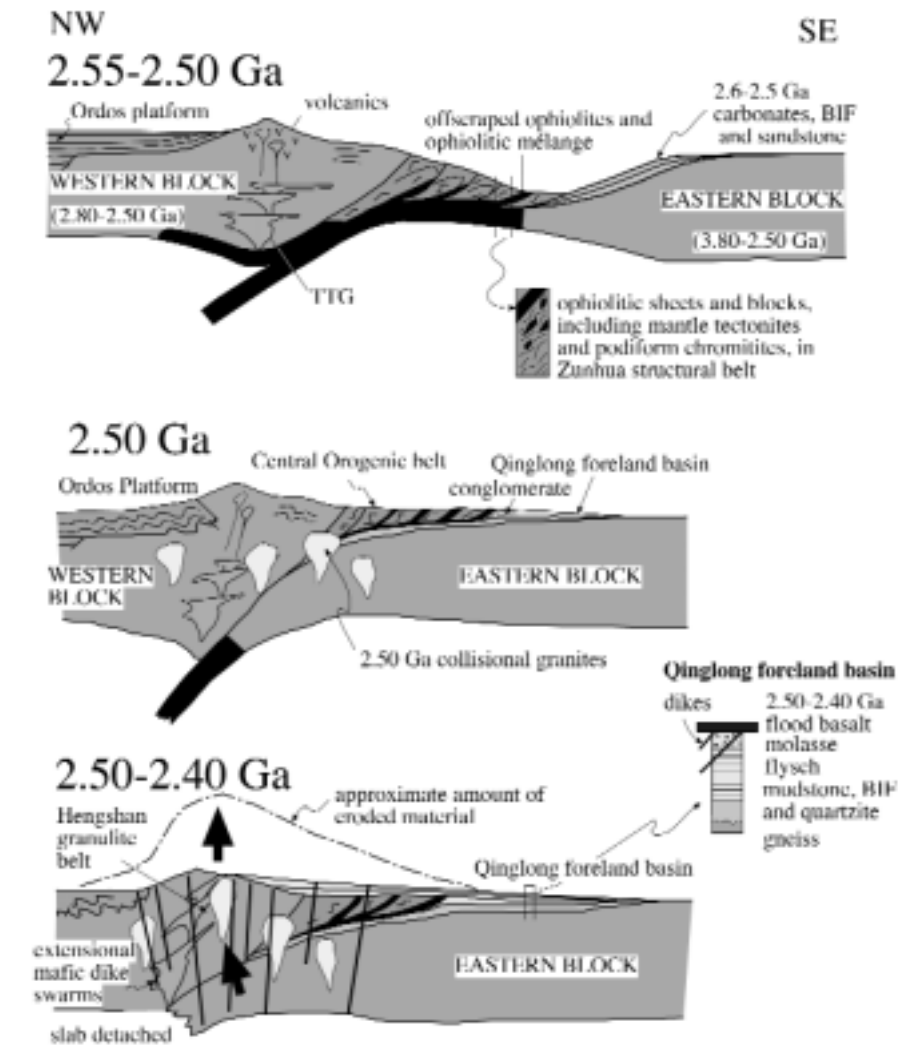 NW
SE
2.55-2.50 Ga
Ordos platform
volcanics
offscraped ophiolites and
ophiolitic mélange
2.6-2.5 Ga
carbonates, BIF
and sandstone
WESTERN BLOCK
(2.80-2.50 Ga)
EASTERN BLOCK
(3.80-2.50 Ga)
TTG
ophiolitic sheets and blocks,
including mantle tectonites
and podiform chromitites, in
Zunhua structural belt
2.50 Ga
Ordos Platform
Central Orogenic belt
Qinglong foreland basin
conglomerate
WESTERN
BLOCK
EASTERN BLOCK
2.50 Ga collisional granites
Qinglong foreland basin
dikes
2.50-2.40 Ga
flood basalt
molasse
flysch
mudstone, BIF
and quartzite
gneiss
2.50-2.40 Ga
Hengshan
granulite
belt
approximate amount of
eroded material
Qinglong foreland basin
extensional
mafic dike
swarms
EASTERN BLOCK
slab detached